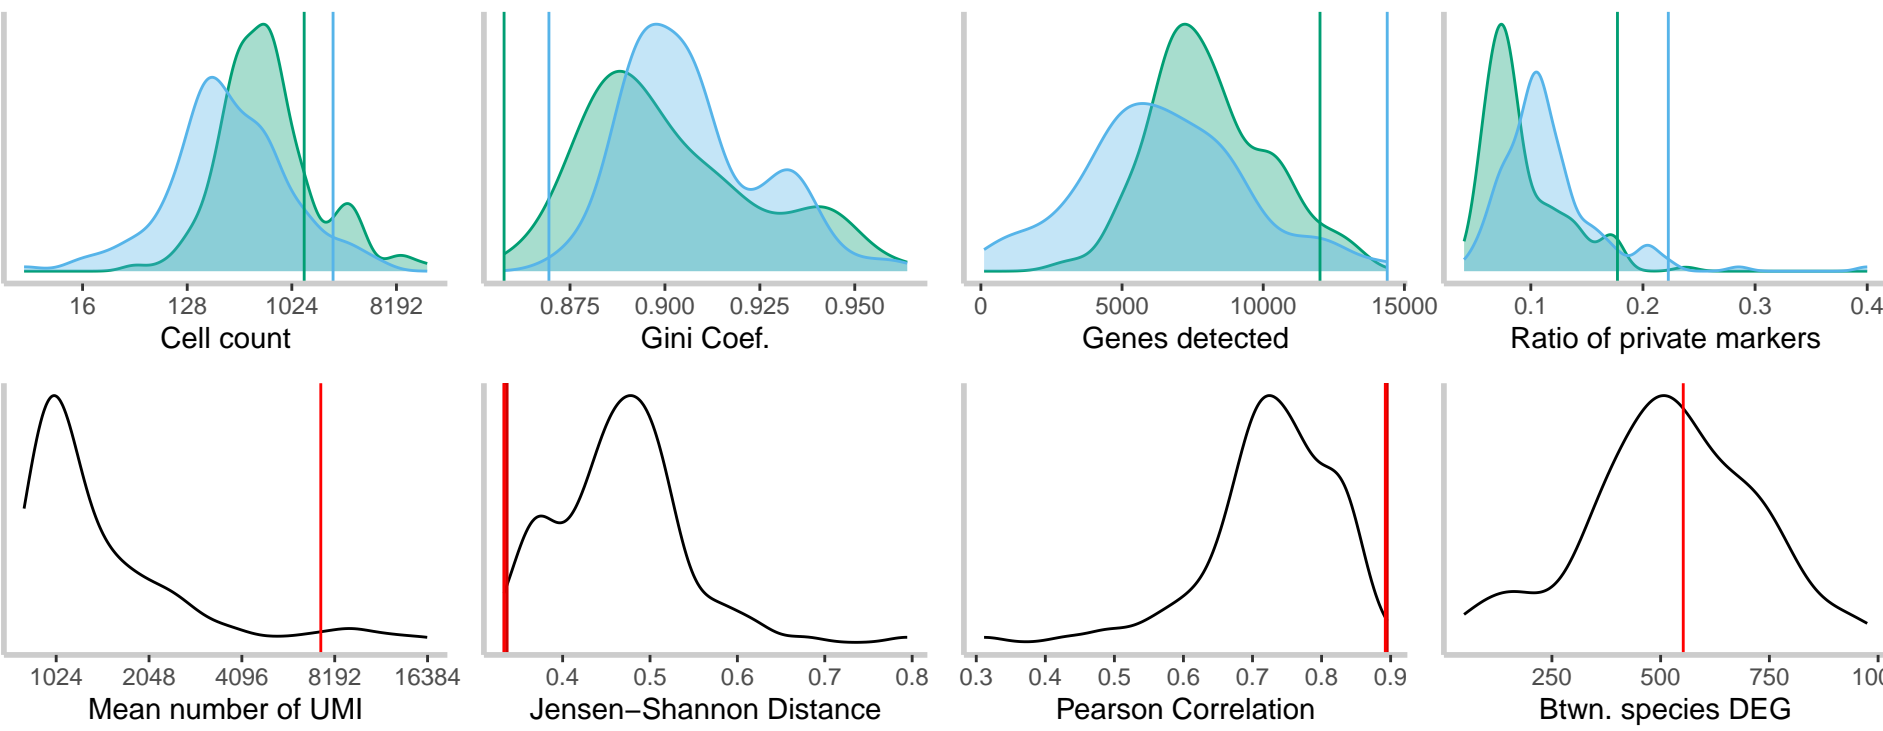 16 128 1024 8192
Cell count
0.875 0.900 0.925 0.950
Gini Coef.
0 5000 10000 15000
Genes detected
0.1 0.2 0.3 0.4
Ratio of private markers
1024 2048 4096 8192 16384
Mean number of UMI
0.4 0.5 0.6 0.7 0.8
Jensen−Shannon Distance
0.3 0.4 0.5 0.6 0.7 0.8 0.9
Pearson Correlation
250 500 750 100
Btwn. species DEG